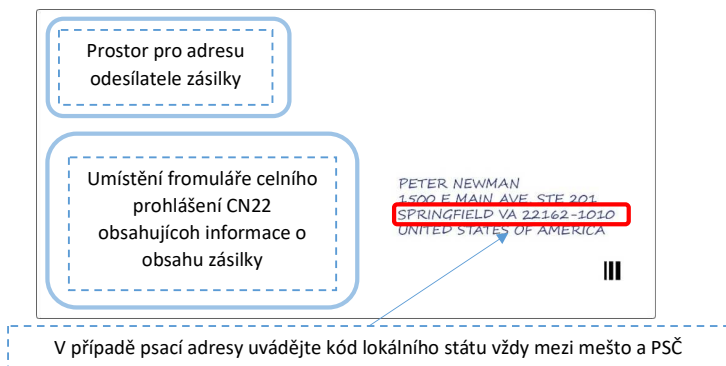 Prostor pro adresu
odesílatele zásilky
Umístění fromuláře celního
prohlášení CN22
obsahujícoh informace o
obsahu zásilky
PETER NEWMAN
1500 E MAIN AVE STE 201
SPRINGFIELD VA 22162-1010
UNITED STATES OF AMERICA
V případě psací adresy uvádějte kód lokálního státu vždy mezi mešto a PSČ